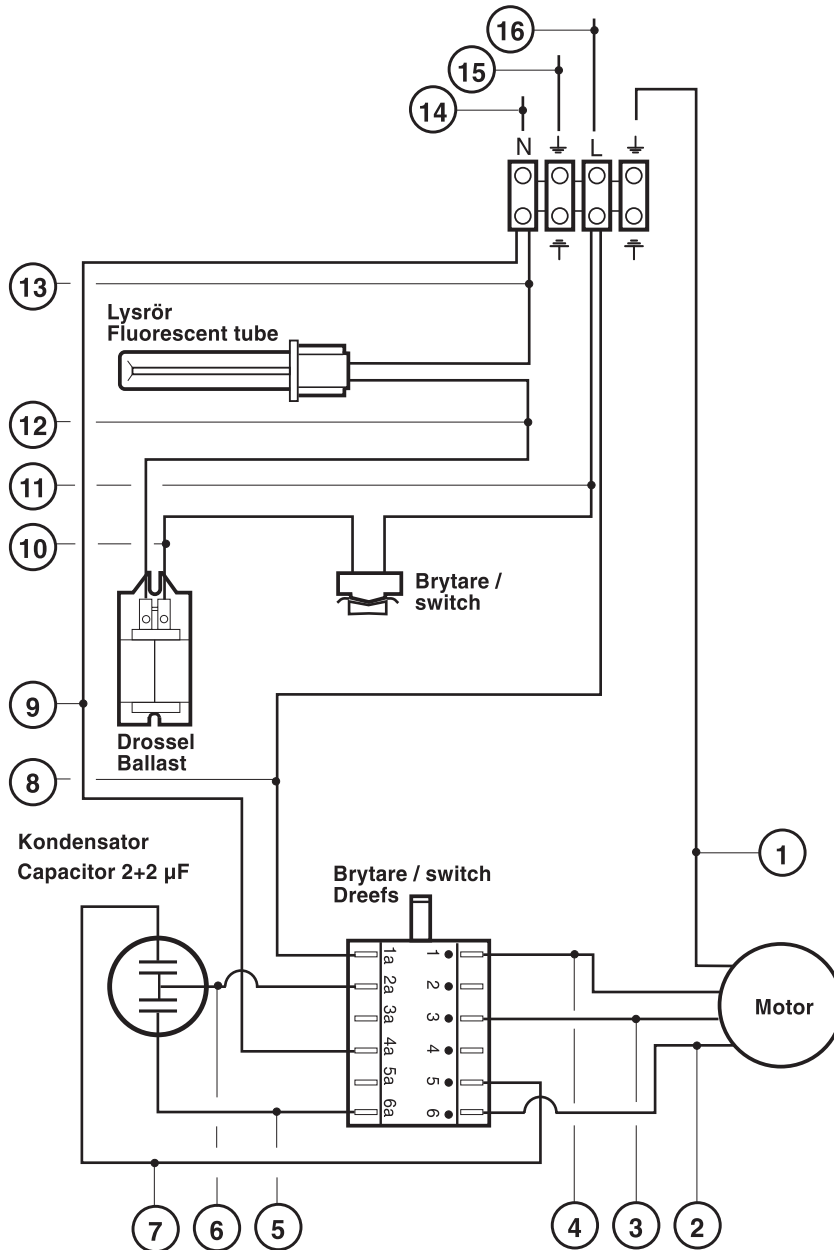 16
15
14
N
L
13
Lysrör
Fluorescent tube
12
11
10
Brytare /
switch
9
Drossel
Ballast
8
Kondensator
Capacitor 2+2 µF
1
Brytare / switch
Dreefs
1a
2a
3a
4a
5a
6a
1
2
3
4
5
6
Motor
7
6
5
4
3
2